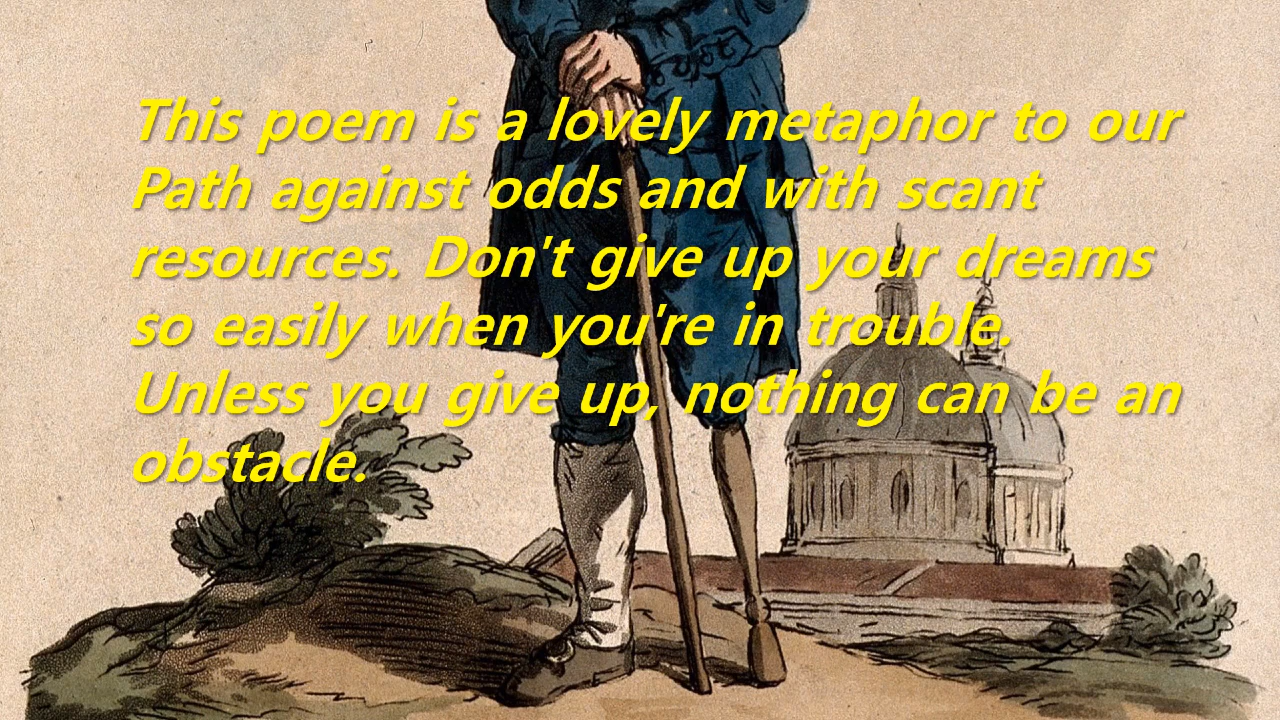 This poem is a lovely metaphor to our
Path against odds and with scant
resources. Don't give up your dreams
so easily when you're in trouble.
Unless you give up, nothing can be an
obstacle.